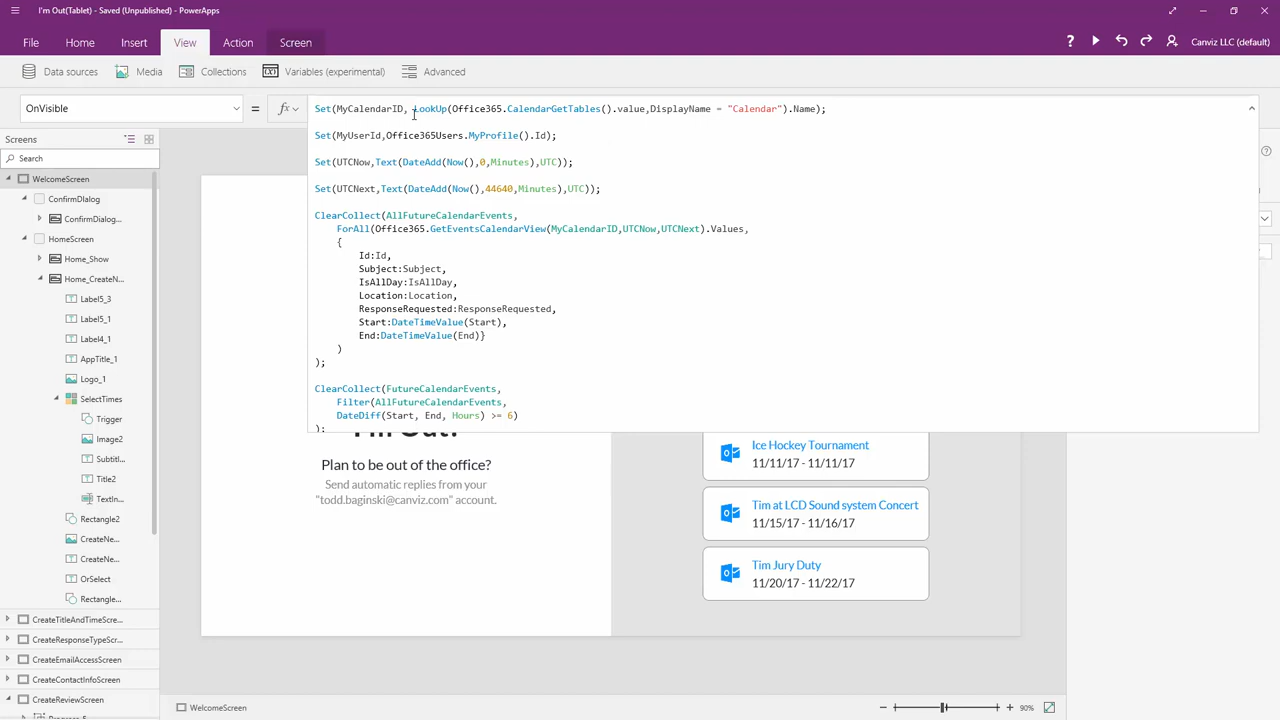 I'm Out(Tablet) - Saved (Unpublished) - PowerApps
File Home Insert View Action Screen
? Canviz LLC (default)
Data sources Media Collections (x) Variables (experimental) Advanced
OnVisible = fx
Set(MyCalendarID, LookUp(Office365.CalendarGetTables().value,DisplayName = "Calendar").Name);
Set(MyUserId,Office365Users.MyProfile().Id);
Set(UTCNow,Text(DateAdd(Now(),0,Minutes),UTC));
Set(UTCNext,Text(DateAdd(Now(),44640,Minutes),UTC));
ClearCollect(AllFutureCalendarEvents,
ForAll(Office365.GetEventsCalendarView(MyCalendarID,UTCNow,UTCNext).Values,
{
Id:Id,
Subject:Subject,
IsAllDay:IsAllDay,
Location:Location,
ResponseRequested:ResponseRequested,
Start:DateTimeValue(Start),
End:DateTimeValue(End)}
)
);
ClearCollect(FutureCalendarEvents,
Filter(AllFutureCalendarEvents,
DateDiff(Start, End, Hours) >= 6)
);
Screens
Search
WelcomeScreen
ConfirmDIalog
ConfirmDialog...
HomeScreen
Home_Show
Home_CreateN...
Label5_3
Label5_1
Label4_1
AppTitle_1
Logo_1
SelectTimes
Trigger
Image2
Subtitl...
Title2
TextIn...
Rectangle2
CreateNe...
CreateNe...
OrSelect
Rectangle...
CreateTitleAndTimeScre...
CreateResponseTypeScr...
CreateEmailAccessScreen
CreateContactInfoScreen
CreateReviewScreen
Plan to be out of the office?
Send automatic replies from your
"todd.baginski@canviz.com" account.
Ice Hockey Tournament
11/11/17 - 11/11/17
Tim at LCD Sound system Concert
11/15/17 - 11/16/17
Tim Jury Duty
11/20/17 - 11/22/17
WelcomeScreen
90%